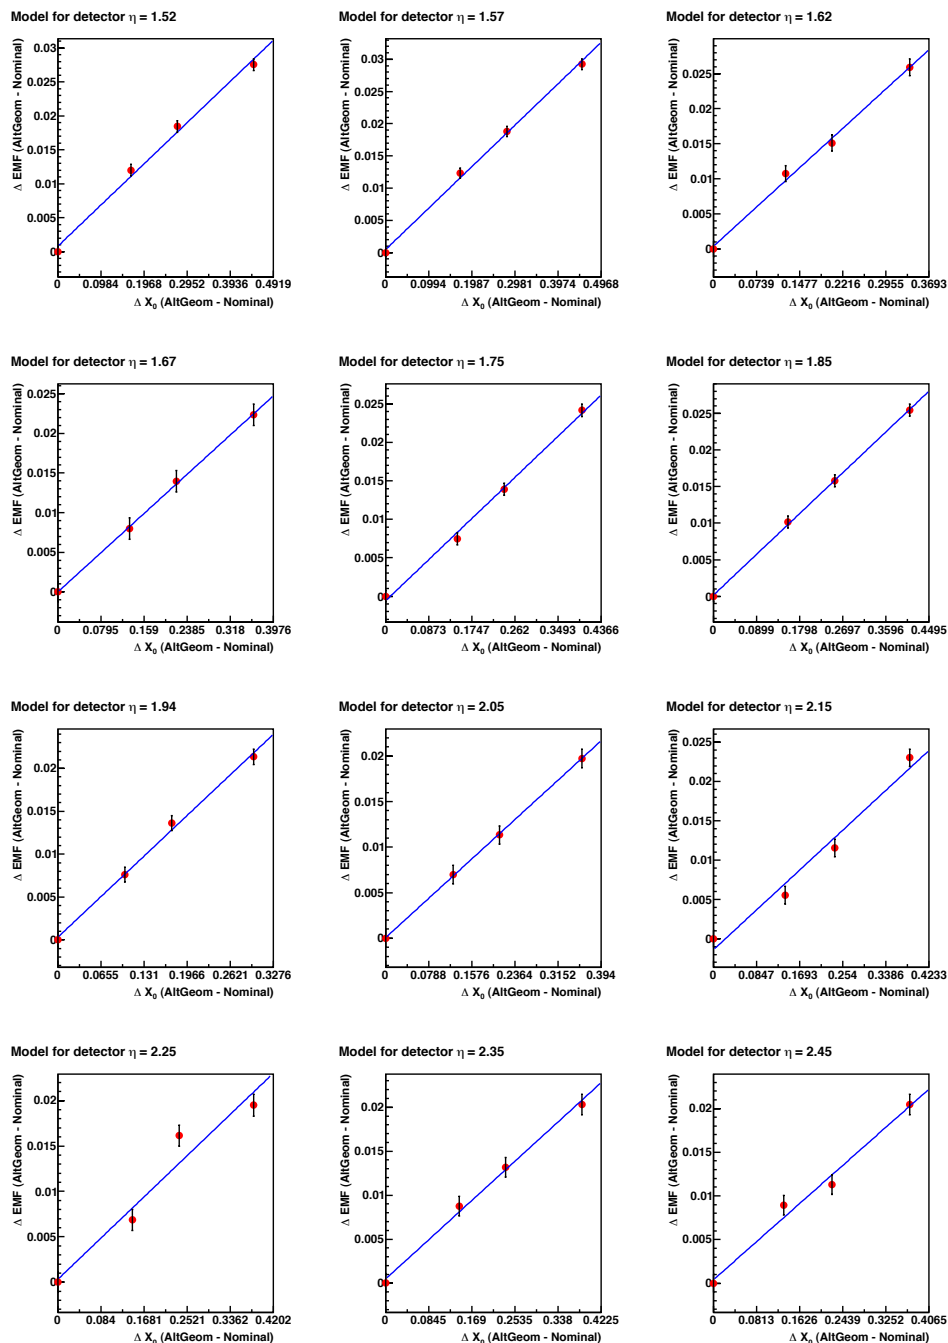 Model for detector η = 1.52
Δ EMF (AltGeom - Nominal)
0.03
0.025
0.02
0.015
0.01
0.005
0
0 0.0984 0.1968 0.2952 0.3936 0.4919
Δ X₀ (AltGeom - Nominal)
Model for detector η = 1.57
Δ EMF (AltGeom - Nominal)
0.03
0.025
0.02
0.015
0.01
0.005
0
0 0.0994 0.1987 0.2981 0.3974 0.4968
Δ X₀ (AltGeom - Nominal)
Model for detector η = 1.62
Δ EMF (AltGeom - Nominal)
0.025
0.02
0.015
0.01
0.005
0
0 0.0739 0.1477 0.2216 0.2955 0.3693
Δ X₀ (AltGeom - Nominal)
Model for detector η = 1.67
Δ EMF (AltGeom - Nominal)
0.025
0.02
0.015
0.01
0.005
0
0 0.0795 0.159 0.2385 0.318 0.3976
Δ X₀ (AltGeom - Nominal)
Model for detector η = 1.75
Δ EMF (AltGeom - Nominal)
0.025
0.02
0.015
0.01
0.005
0
0 0.0873 0.1747 0.262 0.3493 0.4366
Δ X₀ (AltGeom - Nominal)
Model for detector η = 1.85
Δ EMF (AltGeom - Nominal)
0.025
0.02
0.015
0.01
0.005
0
0 0.0899 0.1798 0.2697 0.3596 0.4495
Δ X₀ (AltGeom - Nominal)
Model for detector η = 1.94
Δ EMF (AltGeom - Nominal)
0.02
0.015
0.01
0.005
0
0 0.0655 0.131 0.1966 0.2621 0.3276
Δ X₀ (AltGeom - Nominal)
Model for detector η = 2.05
Δ EMF (AltGeom - Nominal)
0.02
0.015
0.01
0.005
0
0 0.0788 0.1576 0.2364 0.3152 0.394
Δ X₀ (AltGeom - Nominal)
Model for detector η = 2.15
Δ EMF (AltGeom - Nominal)
0.025
0.02
0.015
0.01
0.005
0
0 0.0847 0.1693 0.254 0.3386 0.4233
Δ X₀ (AltGeom - Nominal)
Model for detector η = 2.25
Δ EMF (AltGeom - Nominal)
0.02
0.015
0.01
0.005
0
0 0.084 0.1681 0.2521 0.3362 0.4202
Δ X₀ (AltGeom - Nominal)
Model for detector η = 2.35
Δ EMF (AltGeom - Nominal)
0.02
0.015
0.01
0.005
0
0 0.0845 0.169 0.2535 0.338 0.4225
Δ X₀ (AltGeom - Nominal)
Model for detector η = 2.45
Δ EMF (AltGeom - Nominal)
0.02
0.015
0.01
0.005
0
0 0.0813 0.1626 0.2439 0.3252 0.4065
Δ X₀ (AltGeom - Nominal)